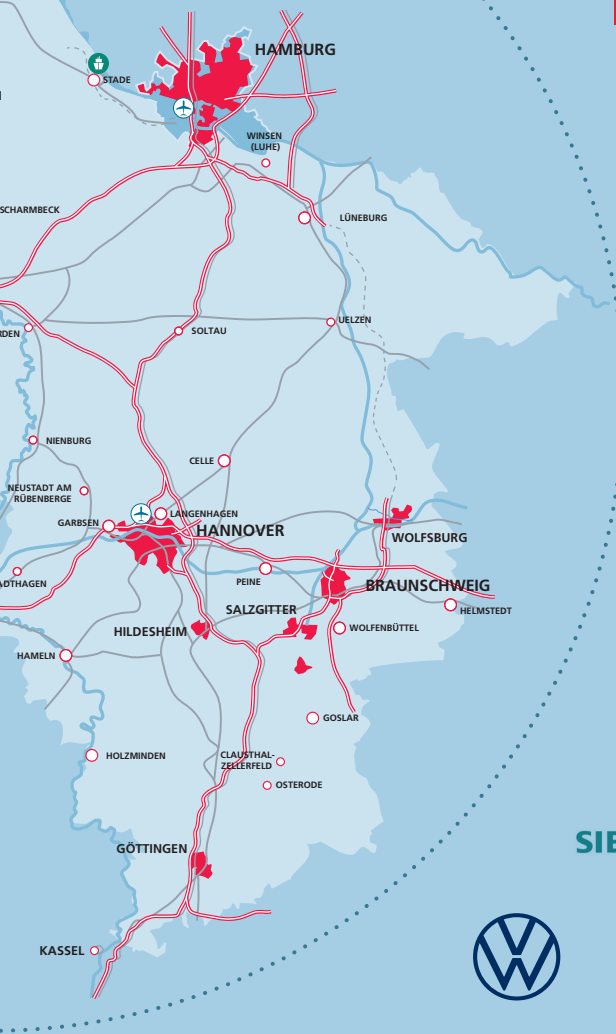 HAMBURG
STADE
WINSEN
(LUHE)
SCHARMBECK
LÜNEBURG
UELZEN
SOLTAU
RDEN
NIENBURG
CELLE
NEUSTADT AM
RÜBENBERGE
LANGENHAGEN
GARBSEN
HANNOVER
WOLFSBURG
ADTHAGEN
PEINE
BRAUNSCHWEIG
SALZGITTER
HELMSTEDT
HILDESHEIM
WOLFENBÜTTEL
HAMELN
GOSLAR
HOLZMINDEN
CLAUSTHAL-
ZELLERFELD
OSTERODE
SIE
GÖTTINGEN
KASSEL